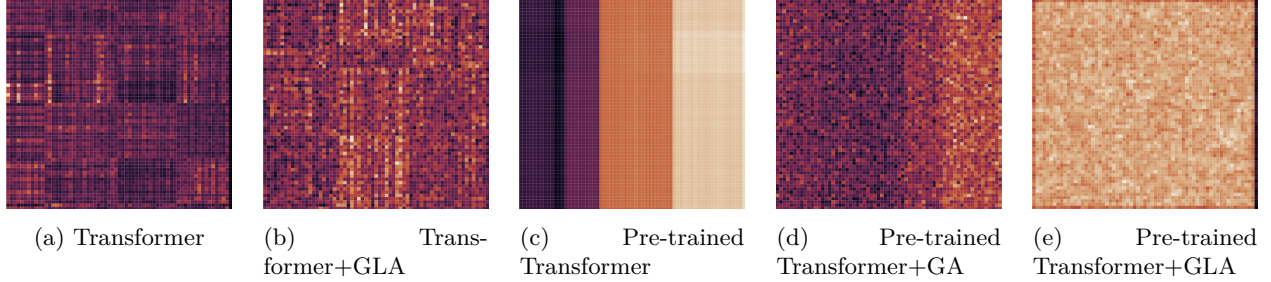 (a) Transformer
(b) Trans-
former+GLA
(c) Pre-trained
Transformer
(d) Pre-trained
Transformer+GA
(e) Pre-trained
Transformer+GLA